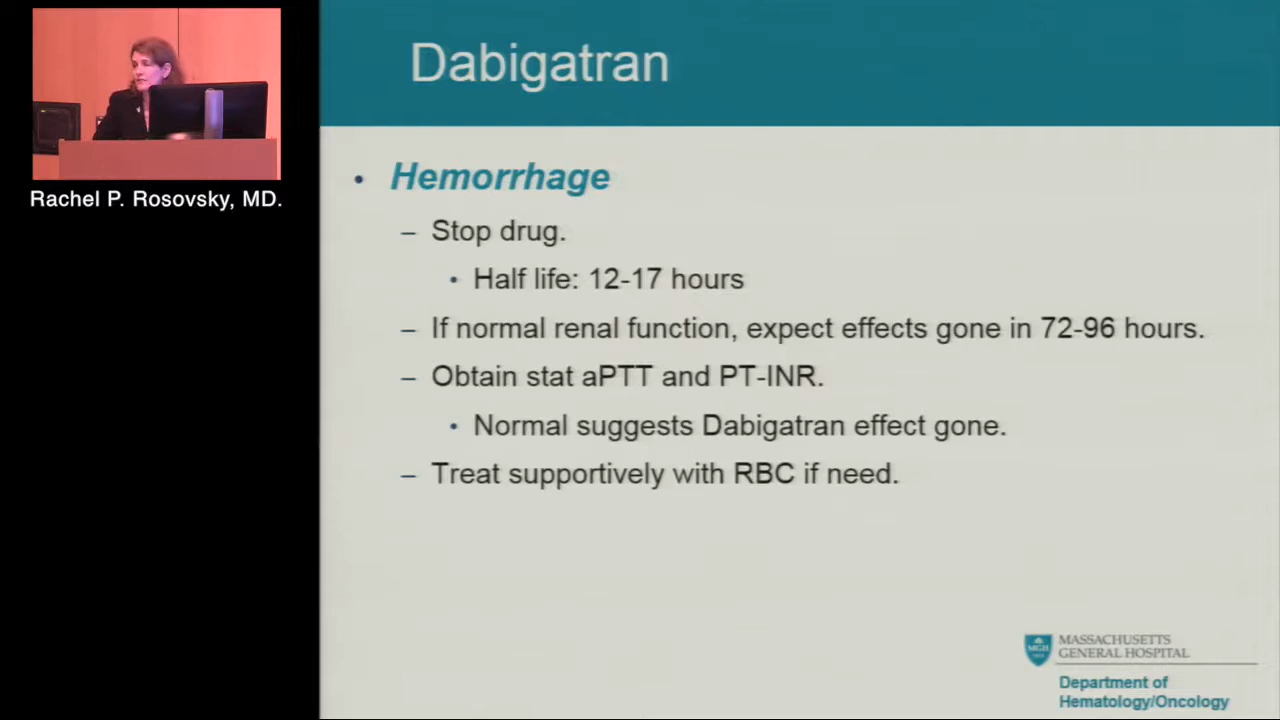 Dabigatran
Rachel P. Rosovsky, MD.
• Hemorrhage
– Stop drug.
• Half life: 12-17 hours
– If normal renal function, expect effects gone in 72-96 hours.
– Obtain stat aPTT and PT-INR.
• Normal suggests Dabigatran effect gone.
– Treat supportively with RBC if need.
MGH
MASSACHUSETTS
GENERAL HOSPITAL
Department of
Hematology/Oncology